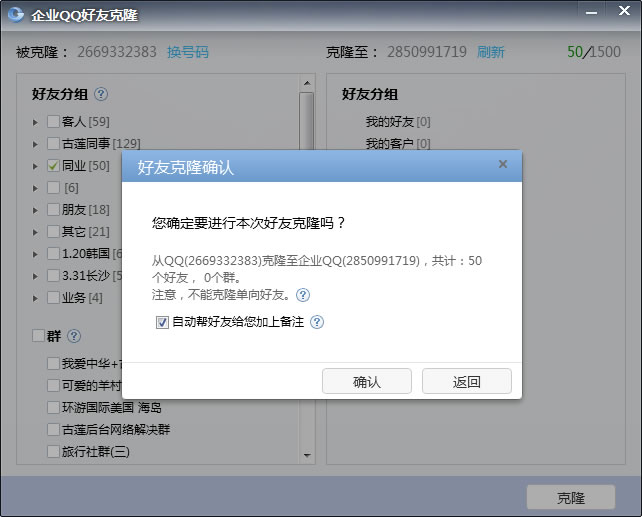 企业QQ好友克隆
被克隆： 2669332383 换号码
克隆至： 2850991719 刷新 50/1500
好友分组
客人 [59]
古莲同事 [129]
同业 [50]
[6]
朋友 [18]
其它 [21]
1.20韩国 [6
3.31长沙 [5
业务 [4]
群
我爱中华+
可爱的羊村
环游国际美国 海岛
古莲后台网络解决群
旅行社群(三)
好友分组
我的好友 [0]
我的客户 [0]
好友克隆确认
您确定要进行本次好友克隆吗？
从QQ(2669332383)克隆至企业QQ(2850991719)，共计：50
个好友， 0个群。
注意，不能克隆单向好友。
自动帮好友给您加上备注
确认 返回
克隆